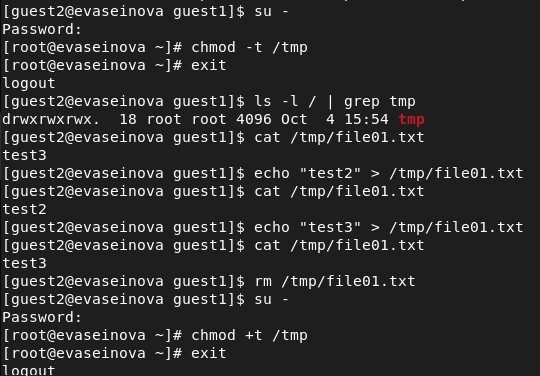 [guest2@evaseinova guest1]$ su -
Password:
[root@evaseinova ~]# chmod -t /tmp
[root@evaseinova ~]# exit
logout
[guest2@evaseinova guest1]$ ls -l / | grep tmp
drwxrwxrwx.  18 root root 4096 Oct  4 15:54 tmp
[guest2@evaseinova guest1]$ cat /tmp/file01.txt
test3
[guest2@evaseinova guest1]$ echo "test2" > /tmp/file01.txt
[guest2@evaseinova guest1]$ cat /tmp/file01.txt
test2
[guest2@evaseinova guest1]$ echo "test3" > /tmp/file01.txt
[guest2@evaseinova guest1]$ cat /tmp/file01.txt
test3
[guest2@evaseinova guest1]$ rm /tmp/file01.txt
[guest2@evaseinova guest1]$ su -
Password:
[root@evaseinova ~]# chmod +t /tmp
[root@evaseinova ~]# exit
logout